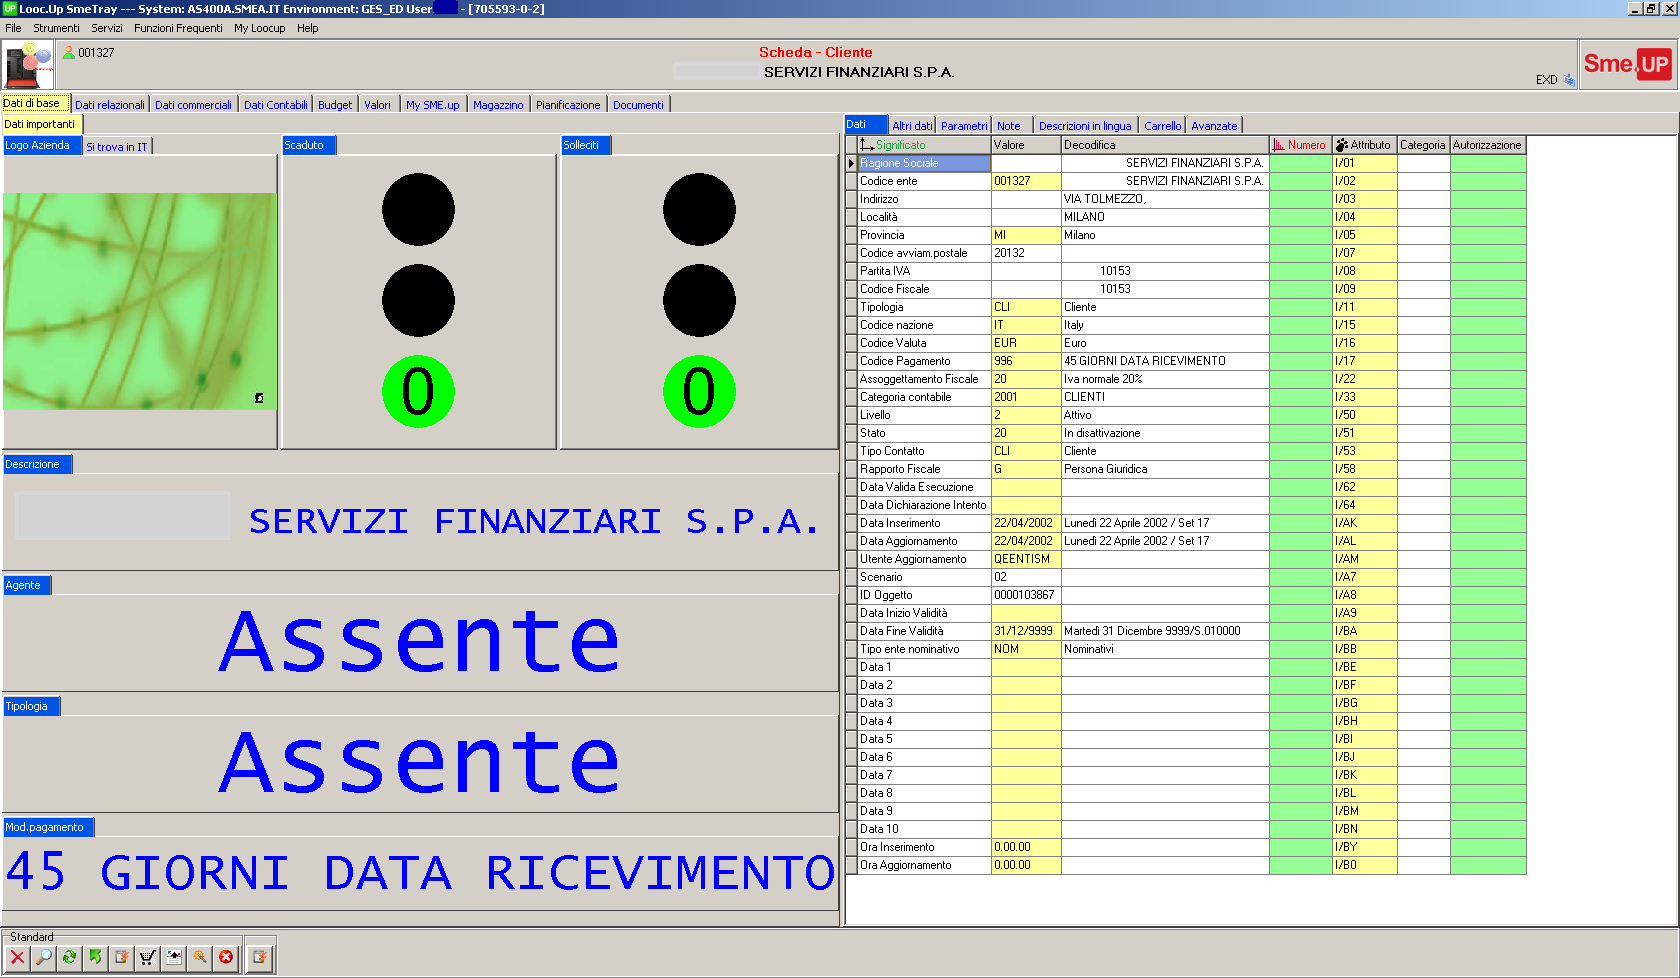 UP Looc.Up SmeTray --- System: AS400A.SMEA.IT Environment: GES_ED User: - [705593-0-2]
File Strumenti Servizi Funzioni Frequenti My Loocup Help
001327
Scheda - Cliente
SERVIZI FINANZIARI S.P.A.
EXD
Sme.UP
Dati di base Dati relazionali Dati commerciali Dati Contabili Budget Valori My SME.up Magazzino Pianificazione Documenti
Dati importanti
Logo Azienda Si trova in IT
Scaduto
0
Solleciti
0
Descrizione
SERVIZI FINANZIARI S.P.A.
Agente
Assente
Tipologia
Assente
Mod.pagamento
45 GIORNI DATA RICEVIMENTO
Dati Altri dati Parametri Note Descrizioni in lingua Carrello Avanzate
Significato Valore Decodifica Numero Attributo Categoria Autorizzazione
Ragione Sociale SERVIZI FINANZIARI S.P.A. I/01
Codice ente 001327 SERVIZI FINANZIARI S.P.A. I/02
Indirizzo VIA TOLMEZZO, I/03
Località MILANO I/04
Provincia MI Milano I/05
Codice avviam.postale 20132 I/07
Partita IVA 10153 I/08
Codice Fiscale 10153 I/09
Tipologia CLI Cliente I/11
Codice nazione IT Italy I/15
Codice Valuta EUR Euro I/16
Codice Pagamento 996 45 GIORNI DATA RICEVIMENTO I/17
Assoggettamento Fiscale 20 Iva normale 20% I/22
Categoria contabile 2001 CLIENTI I/33
Livello 2 Attivo I/50
Stato 20 In disattivazione I/51
Tipo Contatto CLI Cliente I/53
Rapporto Fiscale G Persona Giuridica I/58
Data Valida Esecuzione I/62
Data Dichiarazione Intento I/64
Data Inserimento 22/04/2002 Lunedì 22 Aprile 2002 / Set 17 I/AK
Data Aggiornamento 22/04/2002 Lunedì 22 Aprile 2002 / Set 17 I/AL
Utente Aggiornamento QEENTISM I/AM
Scenario 02 I/A7
ID Oggetto 0000103867 I/A8
Data Inizio Validità I/A9
Data Fine Validità 31/12/9999 Martedì 31 Dicembre 9999/S.010000 I/BA
Tipo ente nominativo NOM Nominativi I/BB
Data 1 I/BE
Data 2 I/BF
Data 3 I/BG
Data 4 I/BH
Data 5 I/BI
Data 6 I/BJ
Data 7 I/BK
Data 8 I/BL
Data 9 I/BM
Data 10 I/BN
Ora Inserimento 0.00.00 I/BY
Ora Aggiornamento 0.00.00 I/B0
Standard